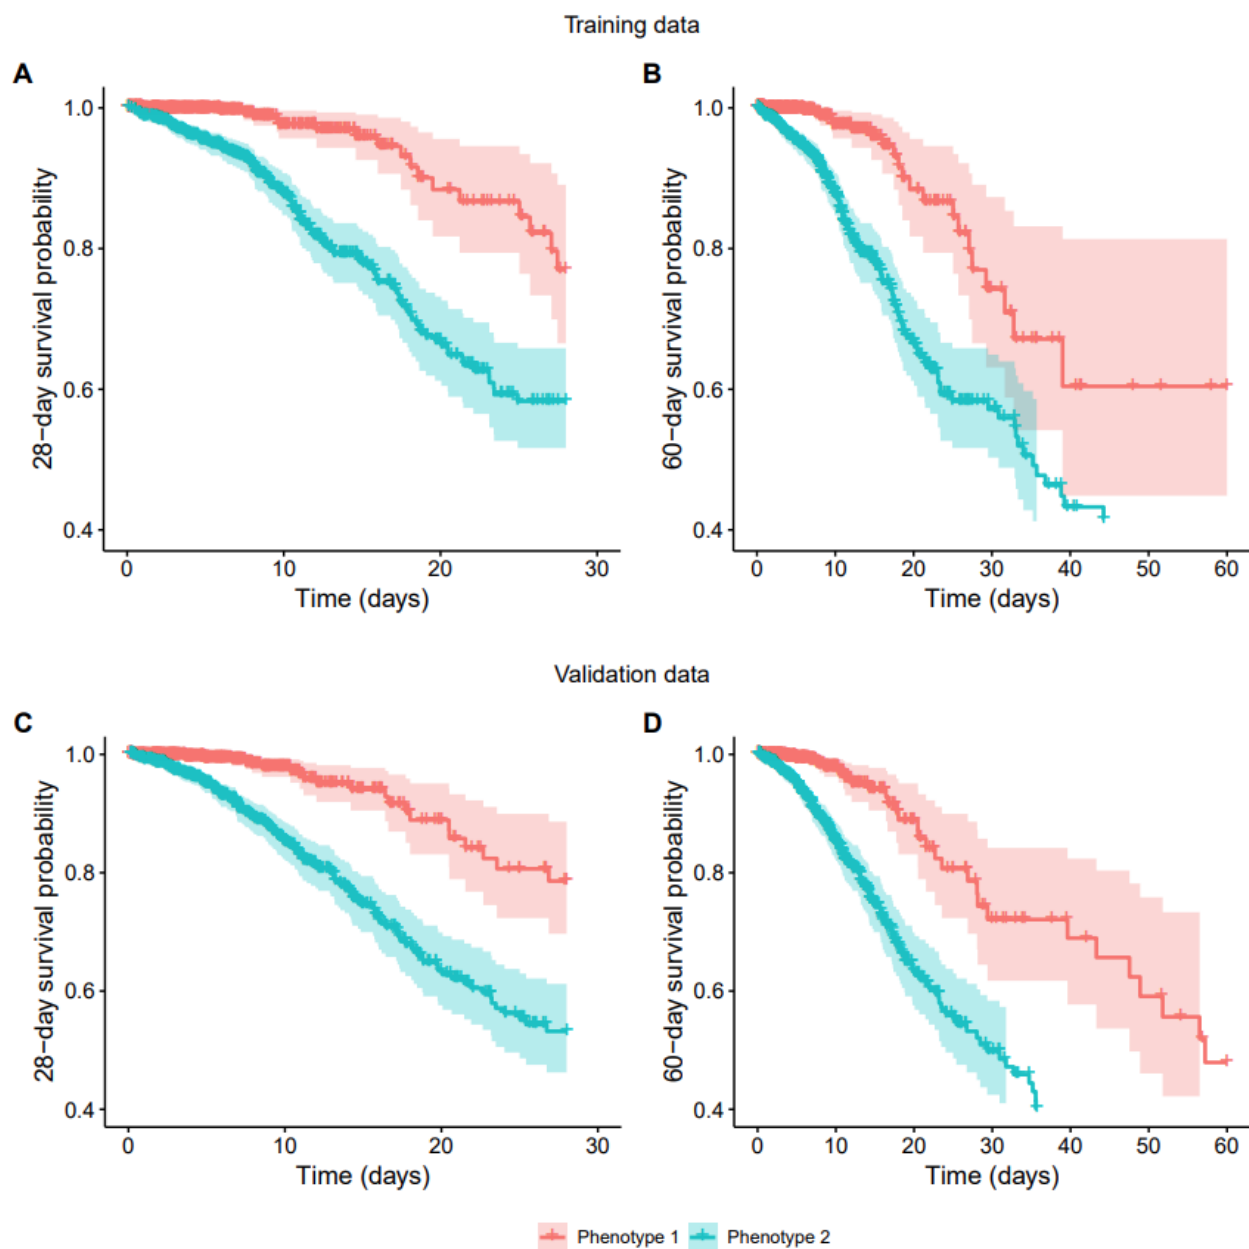 Training data
A
B
28−day survival probability
1.0
0.8
0.6
0.4
0 10 20 30
Time (days)
60−day survival probability
1.0
0.8
0.6
0.4
0 10 20 30 40 50 60
Time (days)
Validation data
C
D
28−day survival probability
1.0
0.8
0.6
0.4
0 10 20 30
Time (days)
60−day survival probability
1.0
0.8
0.6
0.4
0 10 20 30 40 50 60
Time (days)
Phenotype 1 Phenotype 2